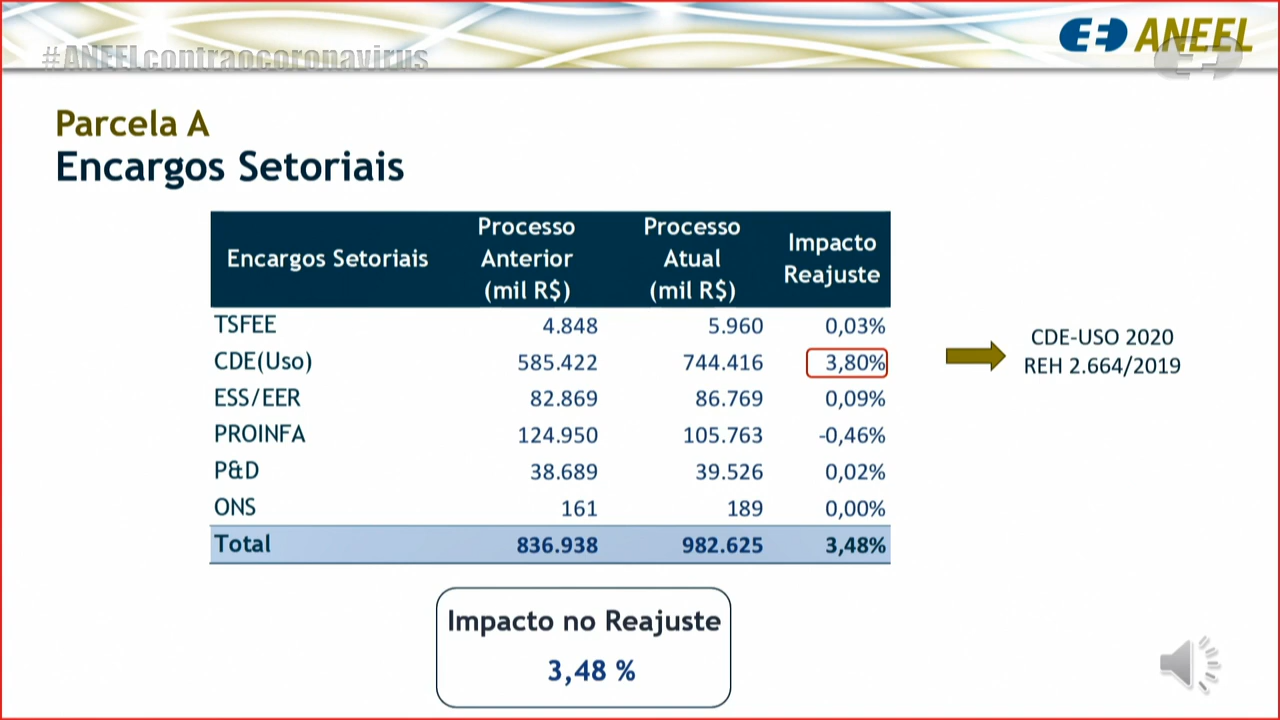 #ANEELcontraocoronavirus
ANEEL
Parcela A
Encargos Setoriais
Encargos Setoriais Processo Anterior (mil R$) Processo Atual (mil R$) Impacto Reajuste
TSFEE 4.848 5.960 0,03%
CDE(Uso) 585.422 744.416 3,80%
ESS/EER 82.869 86.769 0,09%
PROINFA 124.950 105.763 -0,46%
P&D 38.689 39.526 0,02%
ONS 161 189 0,00%
Total 836.938 982.625 3,48%
CDE-USO 2020
REH 2.664/2019
Impacto no Reajuste
3,48 %